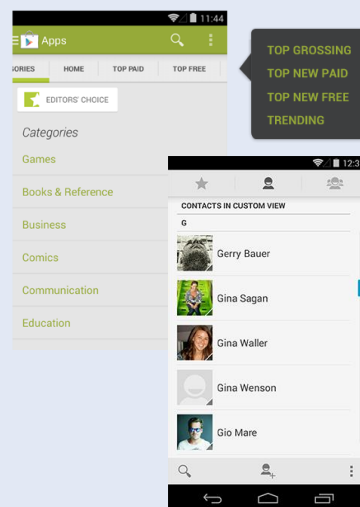 11:44
Apps
ORIES HOME TOP PAID TOP FREE
TOP GROSSING
TOP NEW PAID
TOP NEW FREE
TRENDING
EDITORS' CHOICE
Categories
Games
Books & Reference
Business
Comics
Communication
Education
12:3
CONTACTS IN CUSTOM VIEW
G
Gerry Bauer
Gina Sagan
Gina Waller
Gina Wenson
Gio Mare